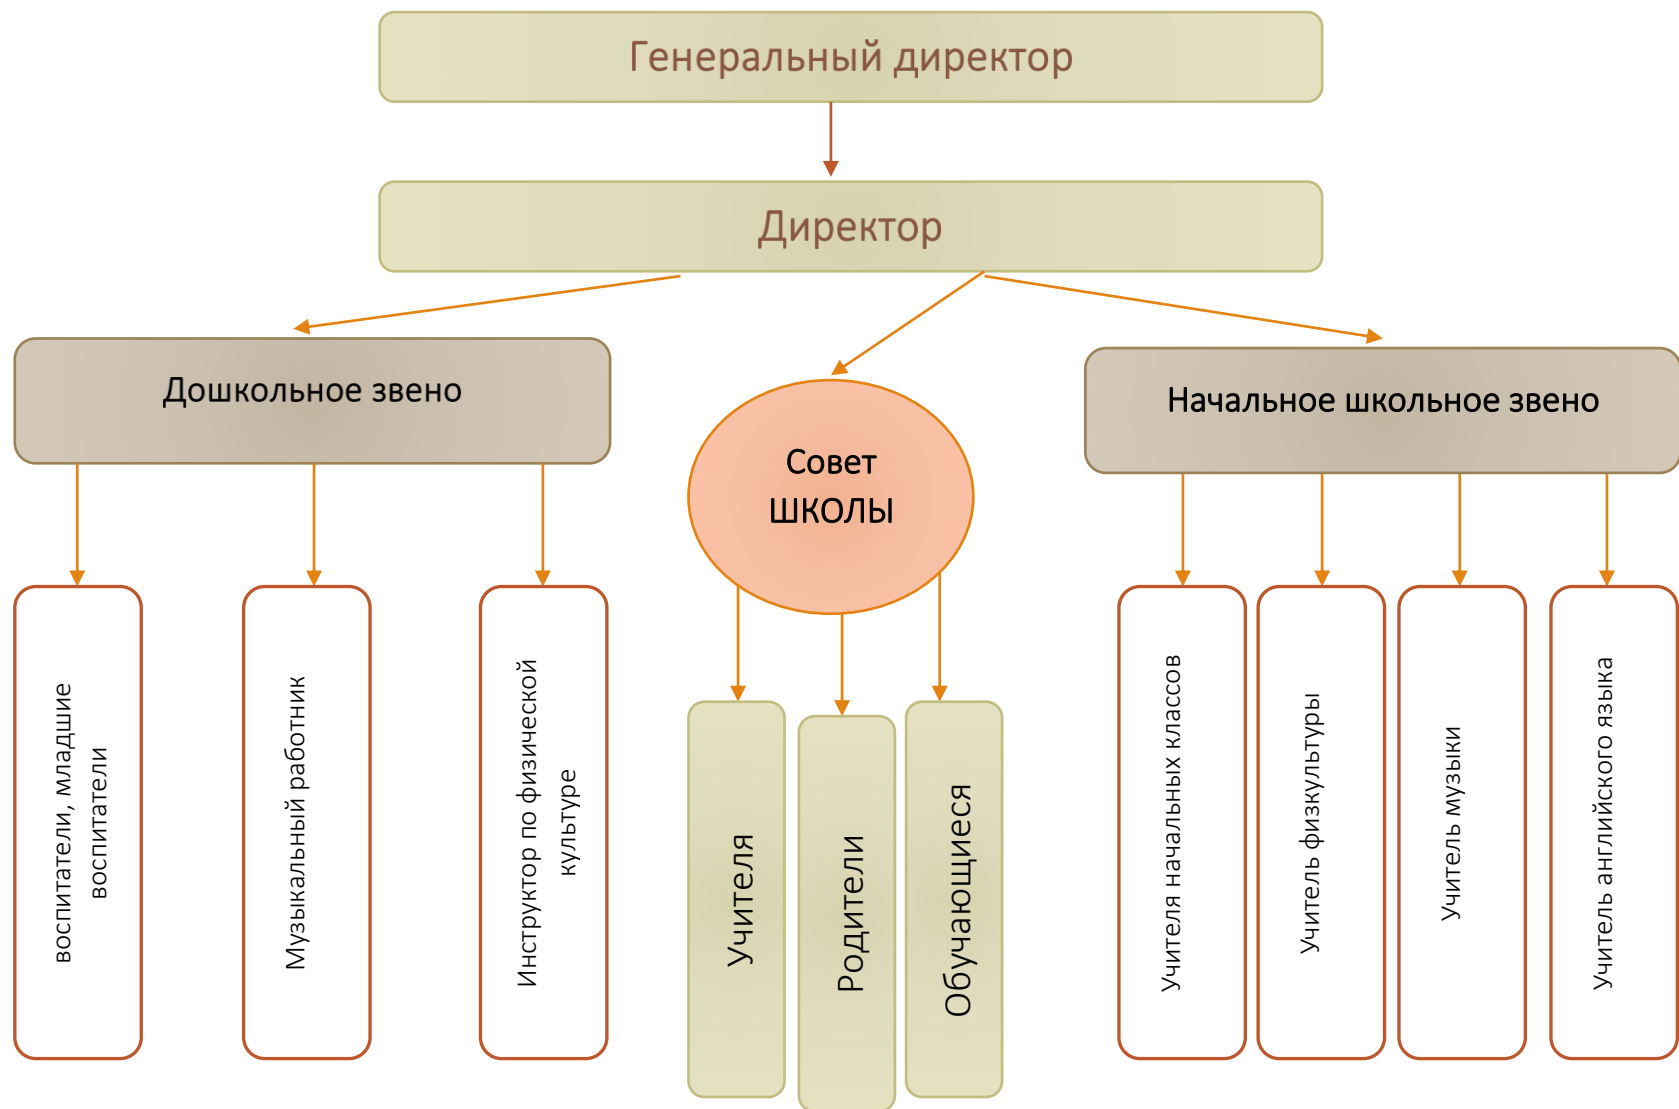 Генеральный директор
Директор
Дошкольное звено
Совет
ШКОЛЫ
Начальное школьное звено
воспитатели, младшие
воспитатели
Музыкальный работник
Инструктор по физической
культуре
Учителя
Родители
Обучающиеся
Учителя начальных классов
Учитель физкультуры
Учитель музыки
Учитель английского языка